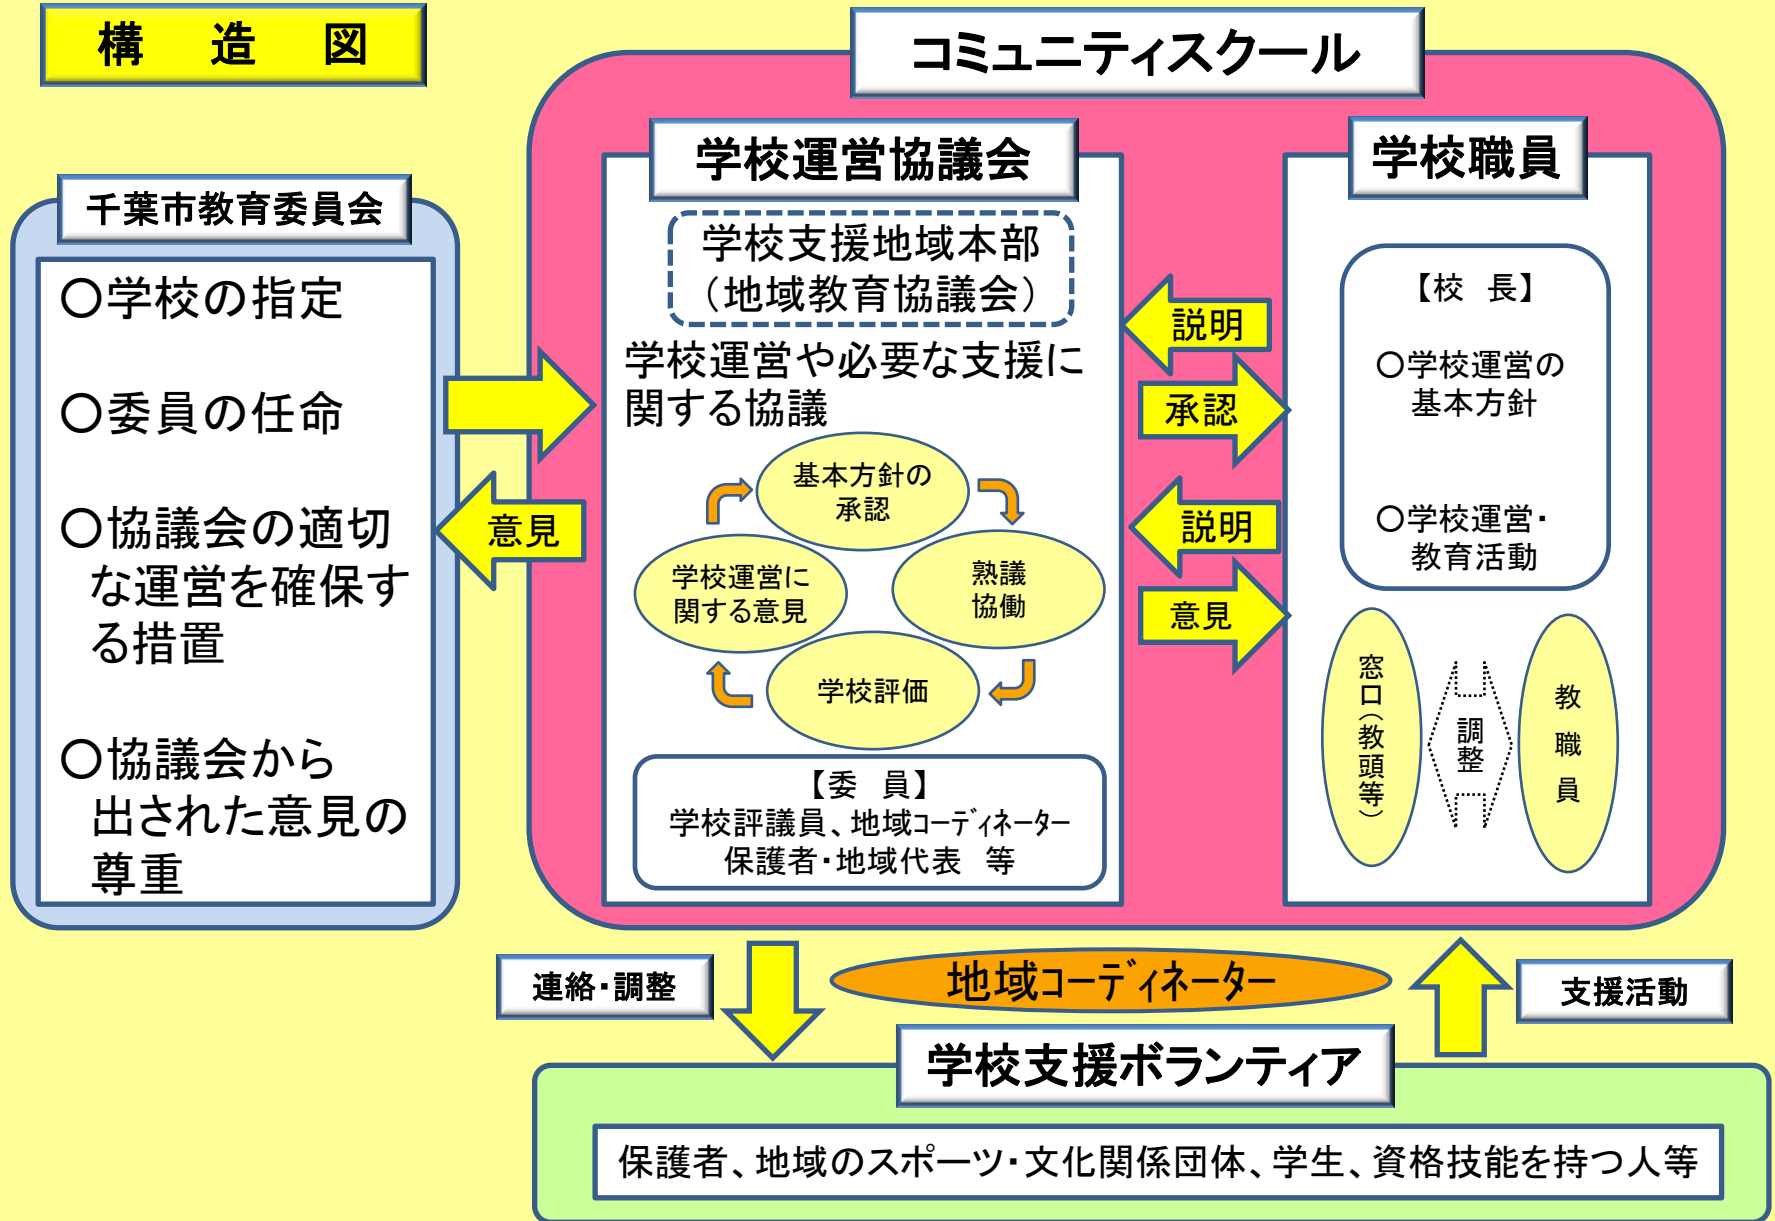 構　造　図
コミュニティスクール
千葉市教育委員会
〇学校の指定
〇委員の任命
〇協議会の適切
な運営を確保す
る措置
〇協議会から
出された意見の
尊重
意見
学校運営協議会
学校支援地域本部
（地域教育協議会）
学校運営や必要な支援に
関する協議
基本方針の
承認
熟議
協働
学校評価
学校運営に
関する意見
【委　員】
学校評議員、地域ｺｰﾃﾞｨﾈｰﾀｰ
保護者・地域代表　等
説明
承認
説明
意見
学校職員
【校　長】
〇学校運営の
基本方針
〇学校運営・
教育活動
窓口（教頭等）
調整
教職員
連絡・調整
地域ｺｰﾃﾞｨﾈｰﾀｰ
支援活動
学校支援ボランティア
保護者、地域のスポーツ・文化関係団体、学生、資格技能を持つ人等